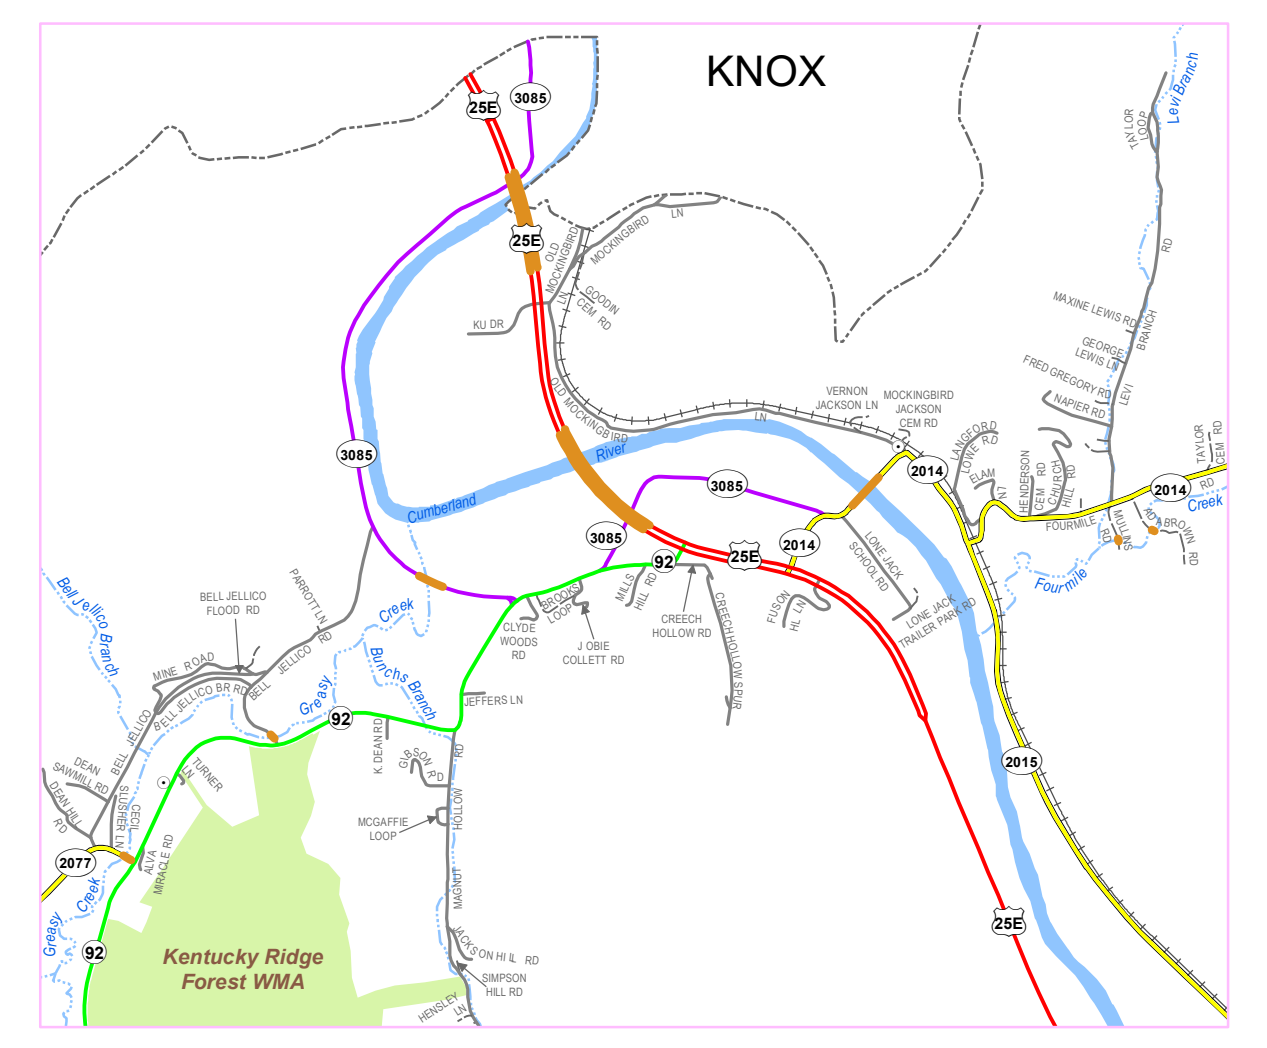 KNOX
25E
3085
Levi Branch
TAYLOR
LOOP
25E
OLD
MOCKINGBIRD
LN
MOCKINGBIRD
LN
RD
GOODIN
CEM RD
KU DR
MAXINE LEWIS RD
BRANCH
LEVI
GEORGE
LEWIS LN
FRED GREGORY RD
NAPIER RD
OLD MOCKINGBIRD
LN
VERNON
JACKSON LN
MOCKINGBIRD
JACKSON
CEM RD
LANGFORD
LOWE RD
ELAM
LN
HENDERSON
CEM RD
CHURCH
HILL RD
TAYLOR
CEM RD
3085
River
Cumberland
3085
2014
2014
RD
Creek
FOURMILE
MULLINS
RD
ADA BROWN
RD
3085
92
25E
2014
LONE JACK
SCHOOL RD
Fourmile
LONE JACK
TRAILER PARK RD
Bell Jellico Branch
BELL JELLICO
FLOOD RD
PARROTT LN
JELLICO
RD
BELL
Creek
BROOKS
LOOP
MILLS
HILL RD
CLYDE
WOODS
RD
J OBIE
COLLETT RD
CREECH
HOLLOW RD
CREECH HOLLOW SPUR
FUSON
HL LN
MINE ROAD
BELL JELLICO BR RD
Bunchs Branch
Greasy
JEFFERS LN
92
K. DEAN RD
GIBSON
RD
RD
BELL JELLICO
DEAN
SAWMILL RD
DEAN HILL
RD
TURNER
LN
CECIL
SLUSHER LN
ALVA
MIRACLE RD
2015
MCGAFFIE
LOOP
HOLLOW
MAGNUT
2077
Greasy Creek
92
25E
Kentucky Ridge
Forest WMA
JACKSON HILL RD
SIMPSON
HILL RD
HENSLEY
LN